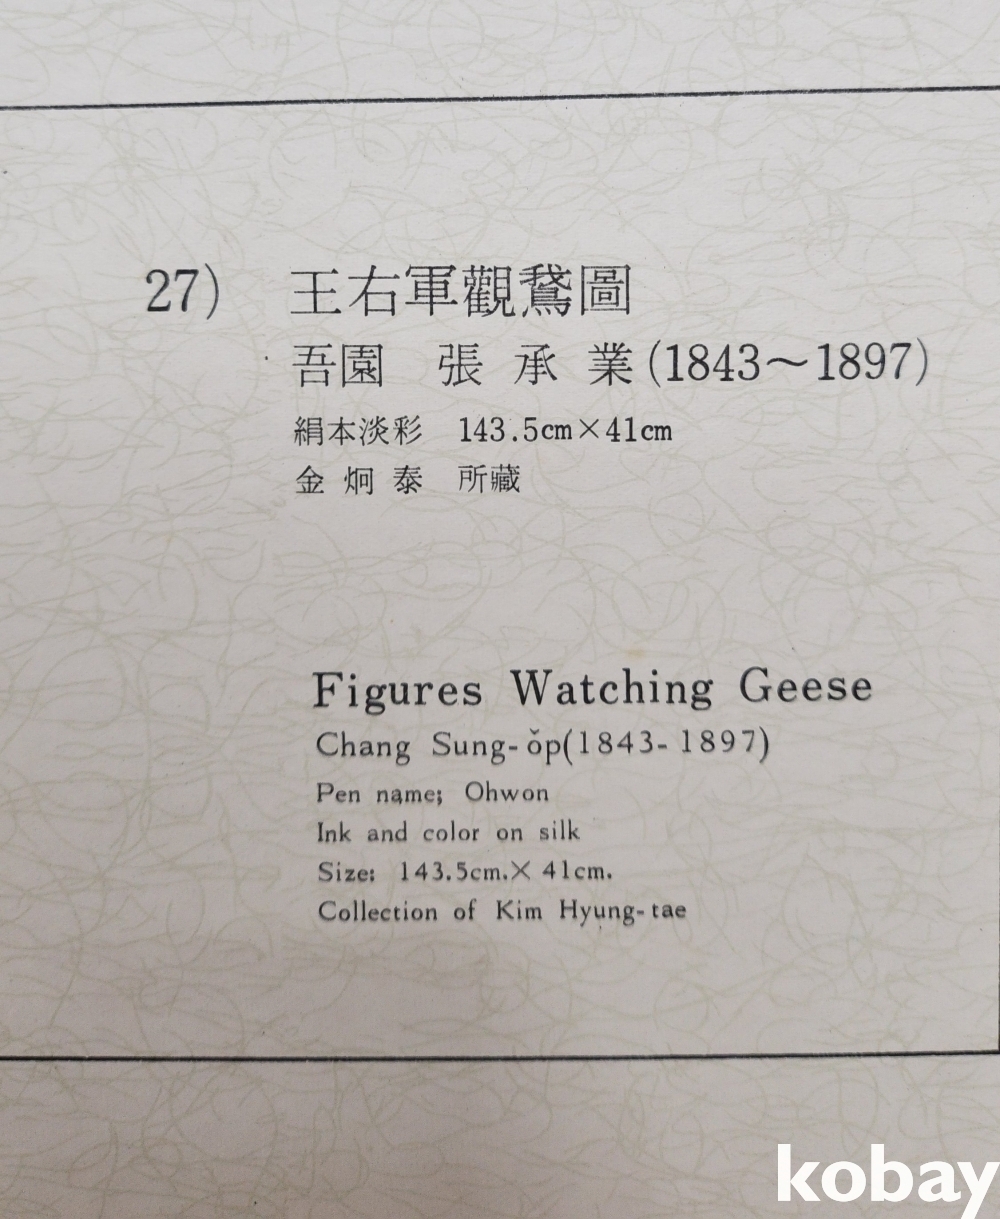 27) 王右軍觀鵞圖
吾園 張 承 業(1843～1897)
絹本淡彩 143.5cm×41cm
金 炯 泰 所藏
Figures Watching Geese
Chang Sung-ŏp(1843-1897)
Pen name; Ohwon
Ink and color on silk
Size: 143.5cm.× 41cm.
Collection of Kim Hyung-tae
kobay